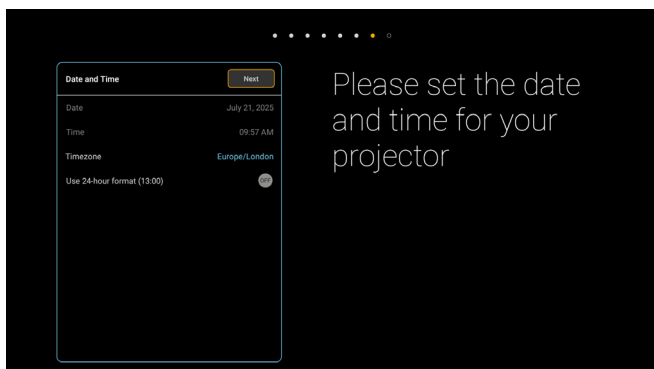 Date and Time
Next
Date
July 21, 2025
Time
09:57 AM
Timezone
Europe/London
Use 24-hour format (13:00)
OFF
Please set the date
and time for your
projector